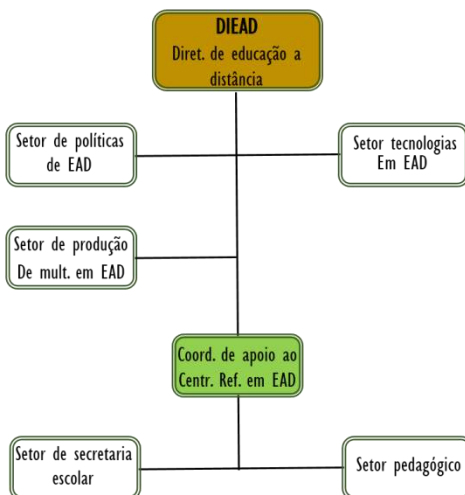 DIEAD
Diret. de educação a
distância
Setor de políticas
de EAD
Setor tecnologias
Em EAD
Setor de produção
De mult. em EAD
Coord. de apoio ao
Centr. Ref. em EAD
Setor de secretaria
escolar
Setor pedagógico